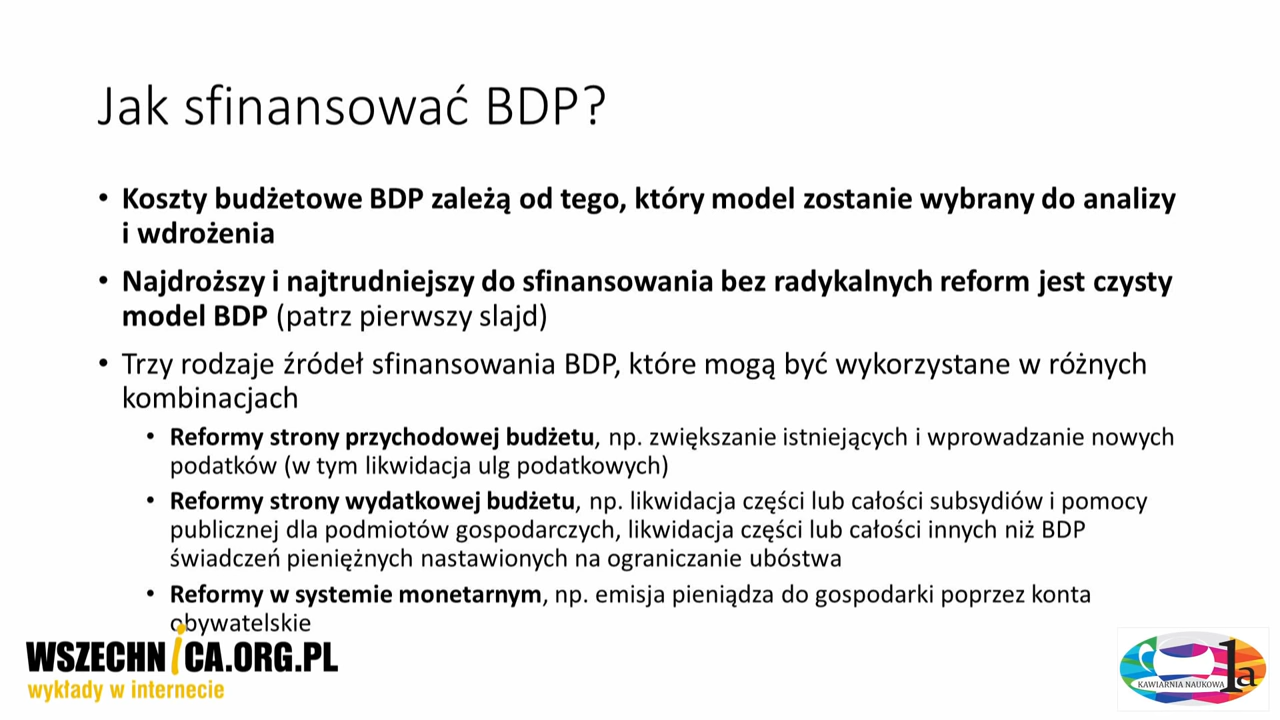 Jak sfinansować BDP?
• Koszty budżetowe BDP zależą od tego, który model zostanie wybrany do analizy
i wdrożenia
• Najdroższy i najtrudniejszy do sfinansowania bez radykalnych reform jest czysty
model BDP (patrz pierwszy slajd)
• Trzy rodzaje źródeł sfinansowania BDP, które mogą być wykorzystane w różnych
kombinacjach
• Reformy strony przychodowej budżetu, np. zwiększanie istniejących i wprowadzanie nowych
podatków (w tym likwidacja ulg podatkowych)
• Reformy strony wydatkowej budżetu, np. likwidacja części lub całości subsydiów i pomocy
publicznej dla podmiotów gospodarczych, likwidacja części lub całości innych niż BDP
świadczeń pieniężnych nastawionych na ograniczanie ubóstwa
• Reformy w systemie monetarnym, np. emisja pieniądza do gospodarki poprzez konta
obywatelskie
WSZECHNiCA.ORG.PL
wykłady w internecie
KAWIARNIA NAUKOWA 1a